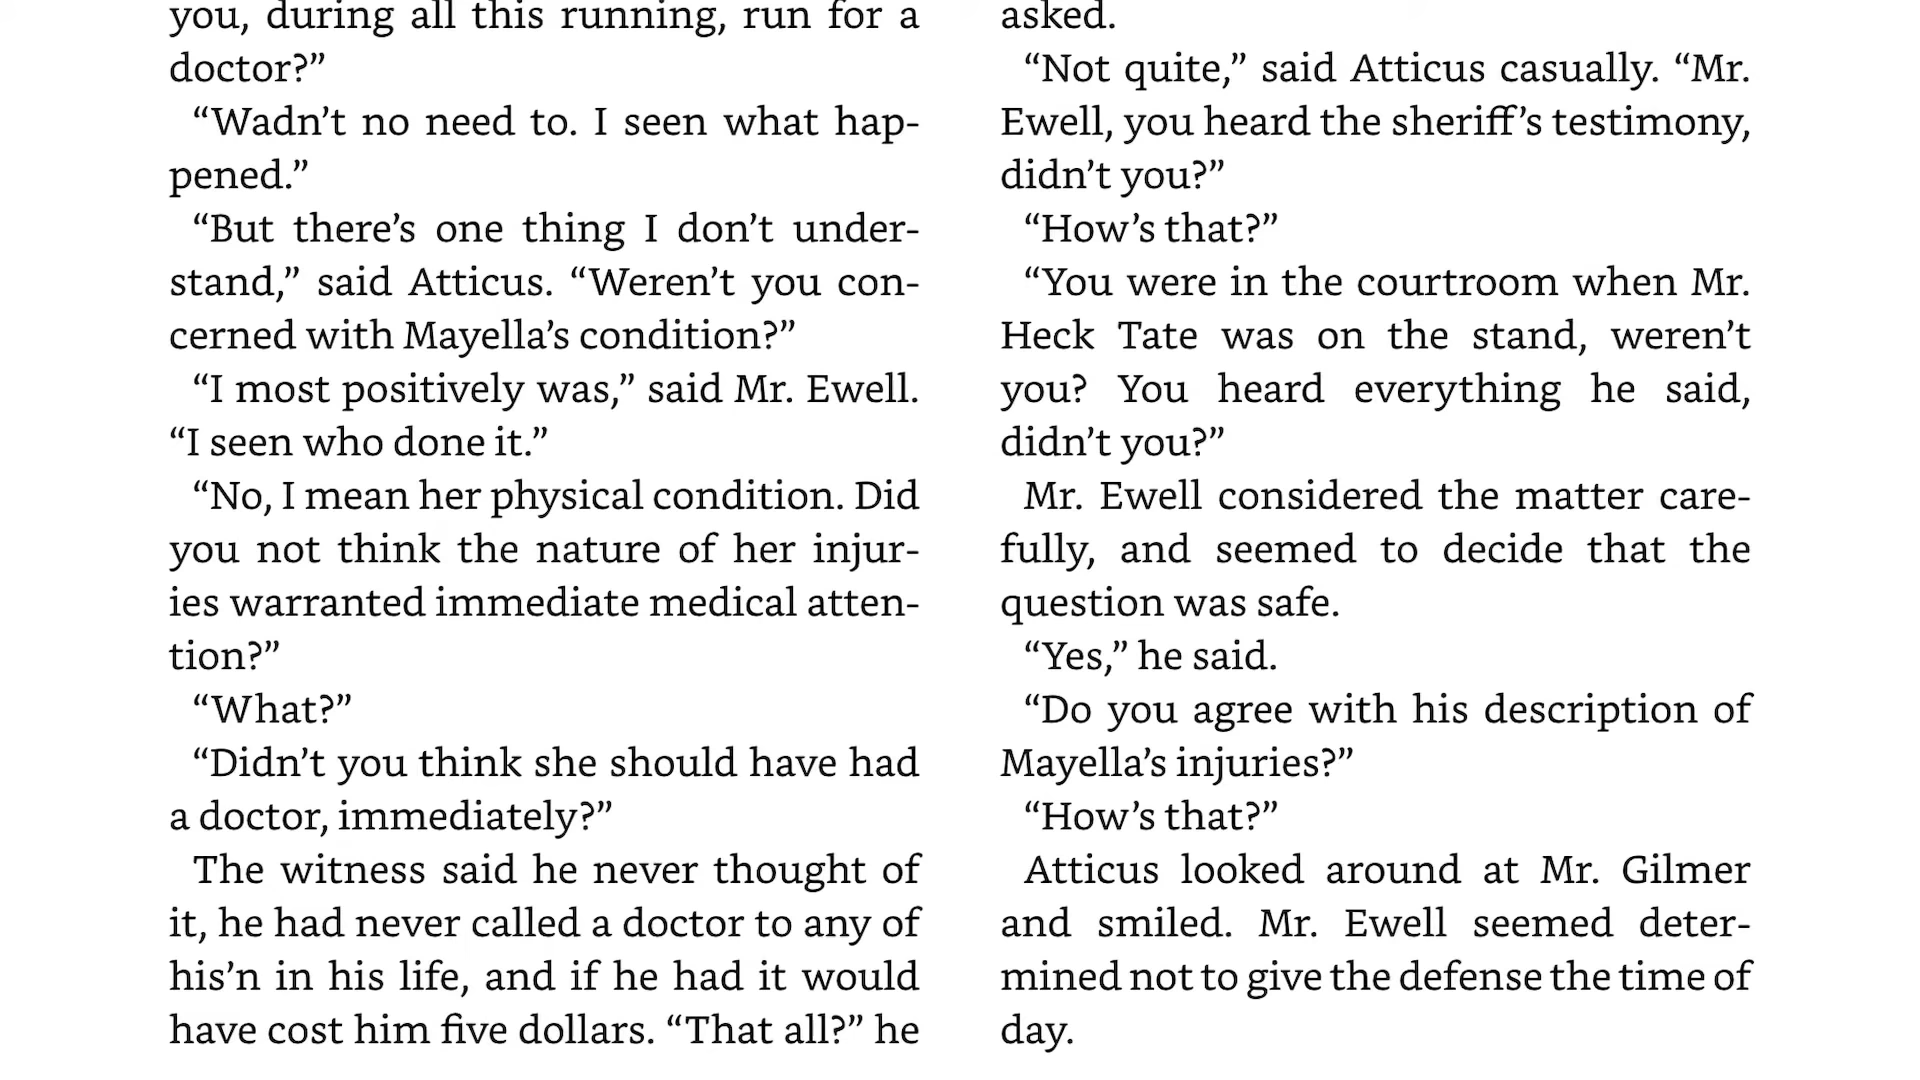 you, during all this running, run for a
doctor?”
“Wadn’t no need to. I seen what hap-
pened.”
“But there’s one thing I don’t under-
stand,” said Atticus. “Weren’t you con-
cerned with Mayella’s condition?”
“I most positively was,” said Mr. Ewell.
“I seen who done it.”
“No, I mean her physical condition. Did
you not think the nature of her injur-
ies warranted immediate medical atten-
tion?”
“What?”
“Didn’t you think she should have had
a doctor, immediately?”
The witness said he never thought of
it, he had never called a doctor to any of
his’n in his life, and if he had it would
have cost him five dollars. “That all?” he
asked.
“Not quite,” said Atticus casually. “Mr.
Ewell, you heard the sheriff’s testimony,
didn’t you?”
“How’s that?”
“You were in the courtroom when Mr.
Heck Tate was on the stand, weren’t
you? You heard everything he said,
didn’t you?”
Mr. Ewell considered the matter care-
fully, and seemed to decide that the
question was safe.
“Yes,” he said.
“Do you agree with his description of
Mayella’s injuries?”
“How’s that?”
Atticus looked around at Mr. Gilmer
and smiled. Mr. Ewell seemed deter-
mined not to give the defense the time of
day.